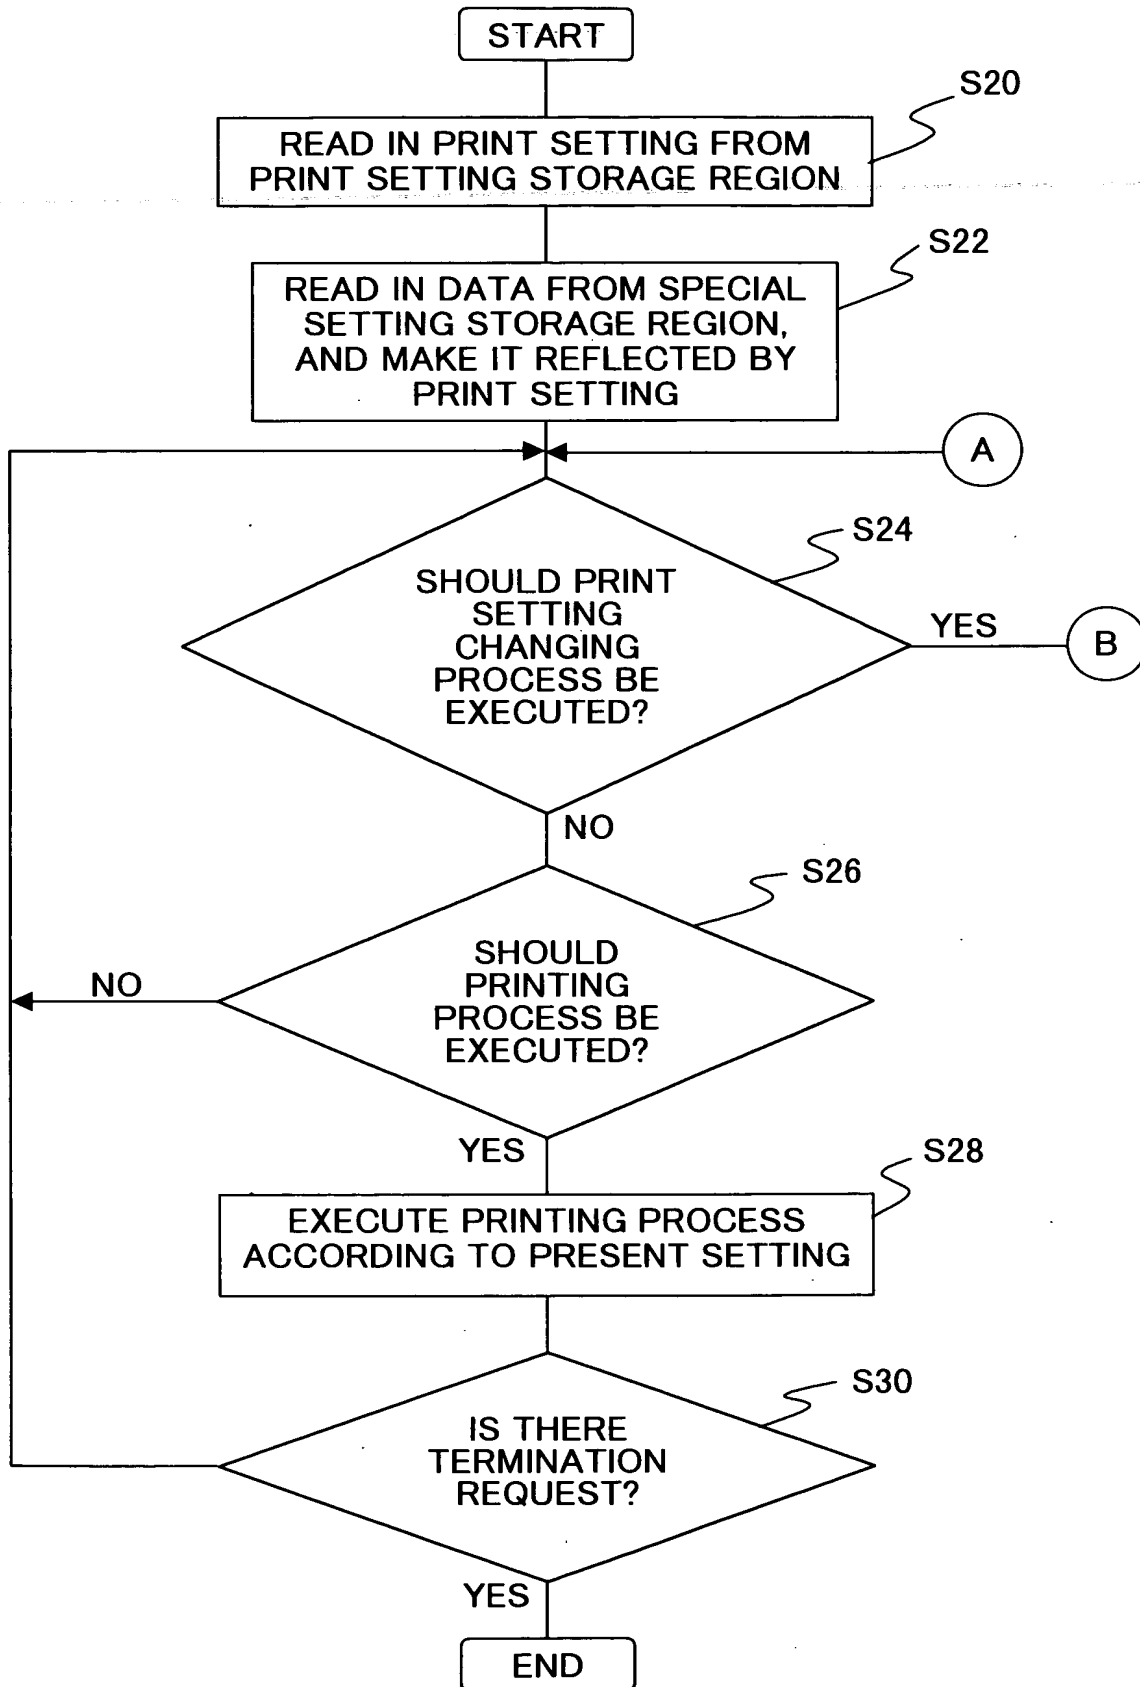 START
S20
READ IN PRINT SETTING FROM
PRINT SETTING STORAGE REGION
S22
READ IN DATA FROM SPECIAL
SETTING STORAGE REGION,
AND MAKE IT REFLECTED BY
PRINT SETTING
A
S24
SHOULD PRINT
SETTING
CHANGING
PROCESS BE
EXECUTED?
YES
B
NO
S26
SHOULD
PRINTING
PROCESS BE
EXECUTED?
NO
YES
S28
EXECUTE PRINTING PROCESS
ACCORDING TO PRESENT SETTING
S30
IS THERE
TERMINATION
REQUEST?
YES
END